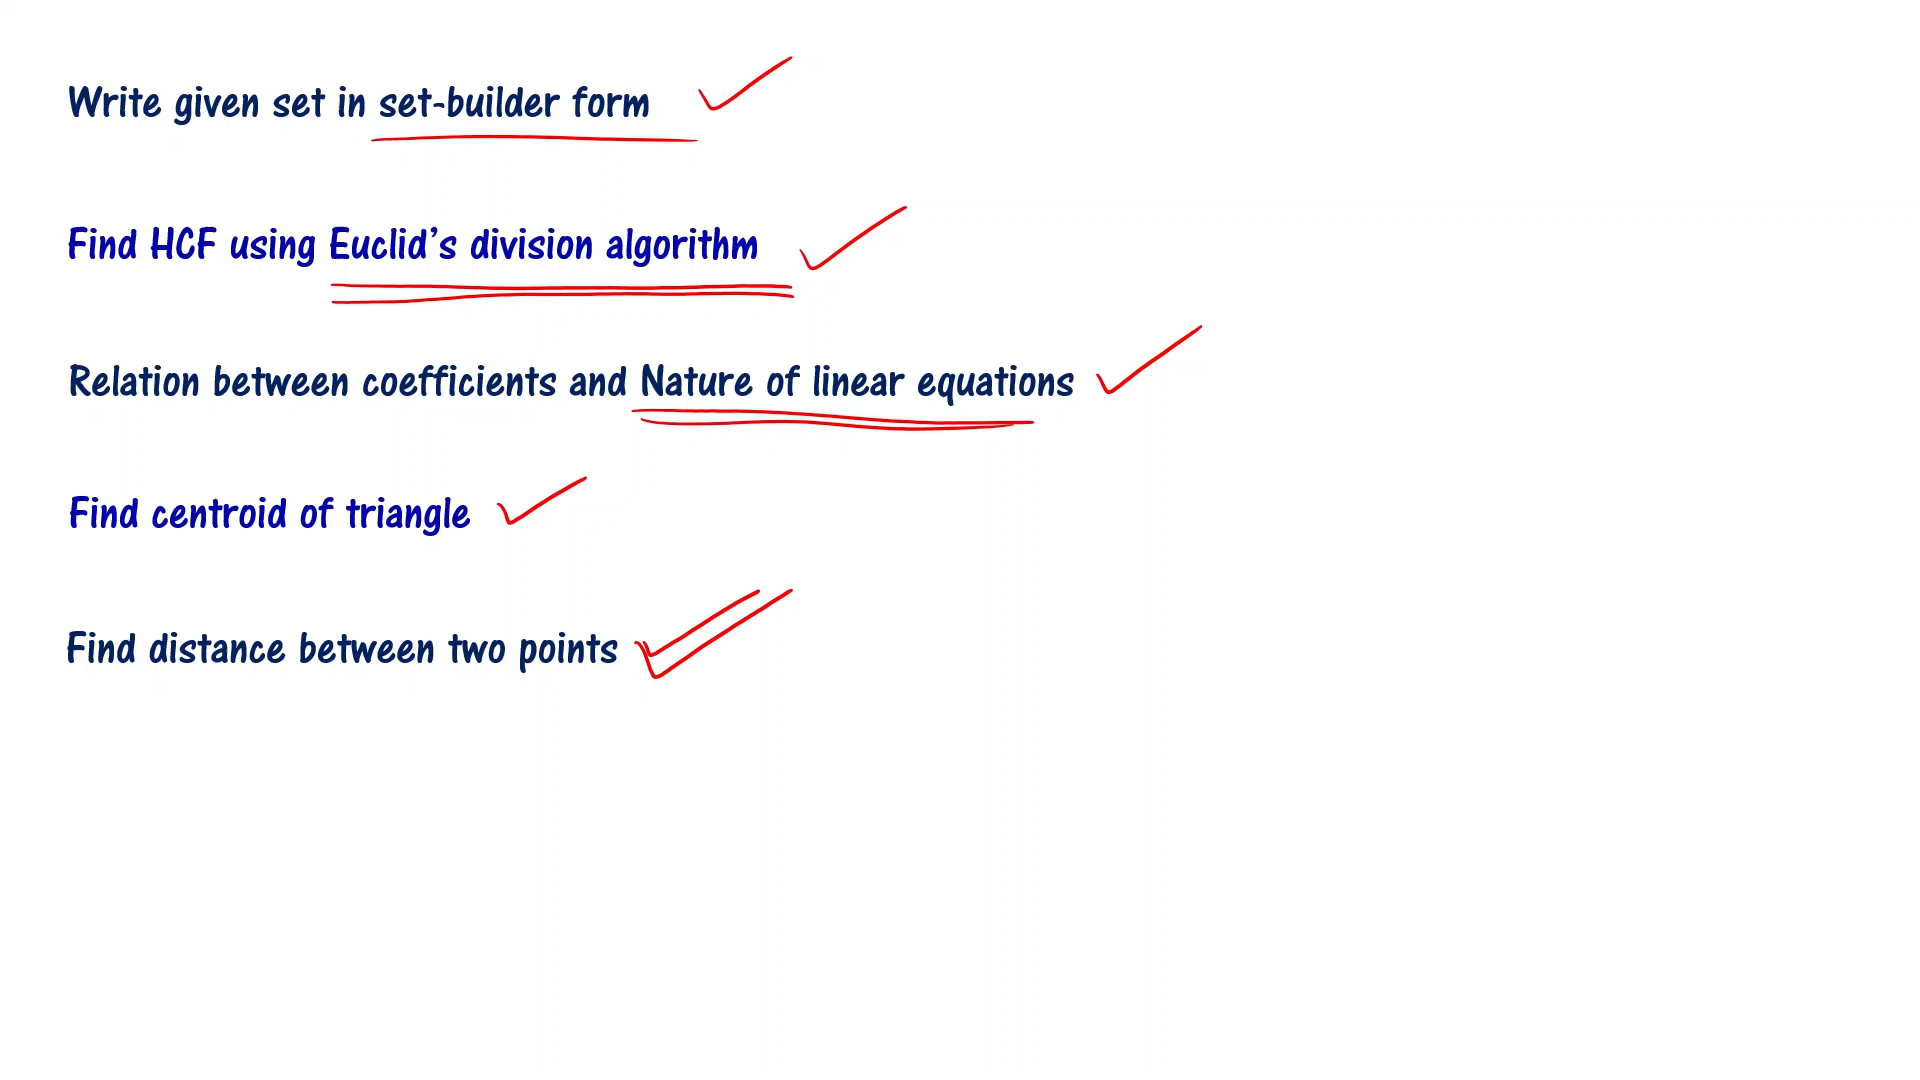 Write given set in set-builder form
Find HCF using Euclid’s division algorithm
Relation between coefficients and Nature of linear equations
Find centroid of triangle
Find distance between two points